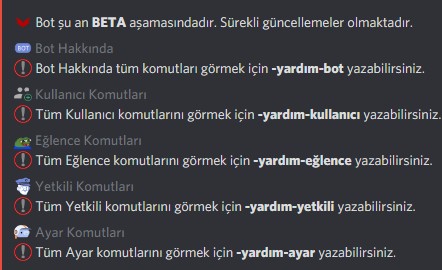 Bot şu an BETA aşamasındadır. Sürekli güncellemeler olmaktadır.
BOT Bot Hakkında
Bot Hakkında tüm komutları görmek için -yardım-bot yazabilirsiniz.
Kullanıcı Komutları
Tüm Kullanıcı komutlarını görmek için -yardım-kullanıcı yazabilirsiniz.
Eğlence Komutları
Tüm Eğlence komutlarını görmek için -yardım-eğlence yazabilirsiniz.
Yetkili Komutları
Tüm Yetkili komutlarını görmek için -yardım-yetkili yazabilirsiniz.
Ayar Komutları
Tüm Ayar komutlarını görmek için -yardım-ayar yazabilirsiniz.